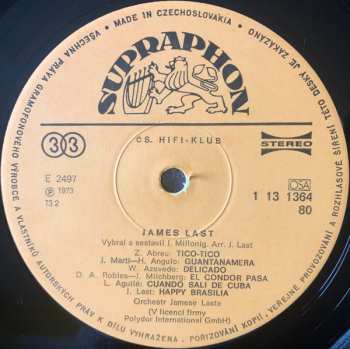 VŠECHNA PRÁVA GRAMOFONOVÉHO VÝROBCE A VLASTNÍKŮ AUTORSKÝCH PRÁV K DÍLU VYHRAZENA. POŘIZOVÁNÍ KOPIÍ, VEŘEJNÉ PROVOZOVÁNÍ A ROZHLASOVÉ ŠÍŘENÍ TÉTO DESKY JE ZAKÁZÁNO
• MADE IN CZECHOSLOVAKIA •
SUPRAPHON
33
ČS. HIFI-KLUB
STEREO
E 2497
℗ 1973
13 2
OSA
1 13 1364
80
JAMES LAST
Vybral a sestavil I. Millonig. Arr. J. Last
Z. Abreu: TICO-TICO
J. Marti—H. Angulo: GUANTANAMERA
W. Azevedo: DELICADO
D. A. Robles—J. Milchberg: EL CONDOR PASA
L. Aguilé: CUANDO SALI DE CUBA
J. Last: HAPPY BRASILIA
Orchestr Jamese Lasta
(V licenci firmy
Polydor International GmbH)